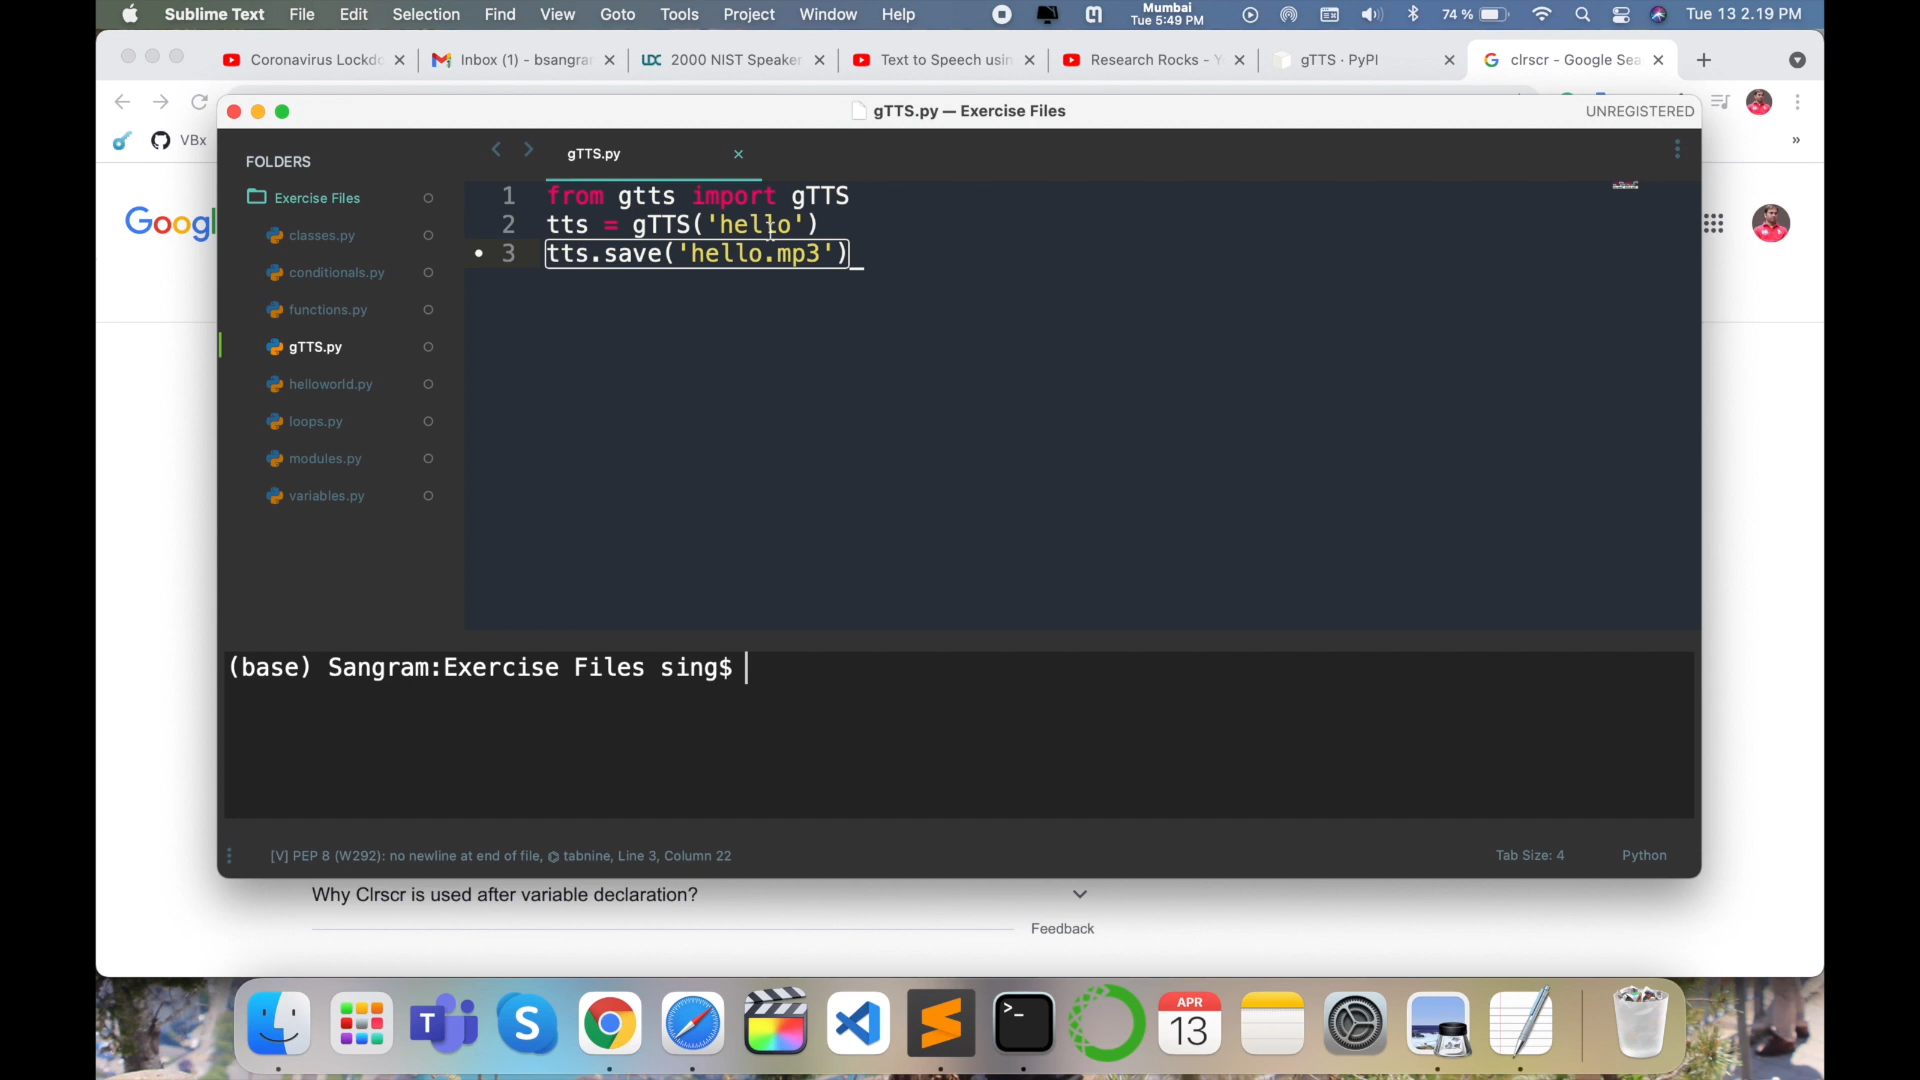 Sublime Text File Edit Selection Find View Goto Tools Project Window Help Mumbai Tue 5:49 PM 74 % Tue 13 2.19 PM
Coronavirus Lockdo Inbox (1) - bsangra UDC 2000 NIST Speaker Text to Speech usin Research Rocks - Y gTTS · PyPI clrscr - Google Sea
gTTS.py — Exercise Files UNREGISTERED
VBx
FOLDERS
gTTS.py
Exercise Files
classes.py
conditionals.py
functions.py
gTTS.py
helloworld.py
loops.py
modules.py
variables.py
1 from gtts import gTTS
2 tts = gTTS('hello')
3 tts.save('hello.mp3')
Googl
(base) Sangram:Exercise Files sing$
[V] PEP 8 (W292): no newline at end of file, tabnine, Line 3, Column 22 Tab Size: 4 Python
Why Clrscr is used after variable declaration?
Feedback
APR
13